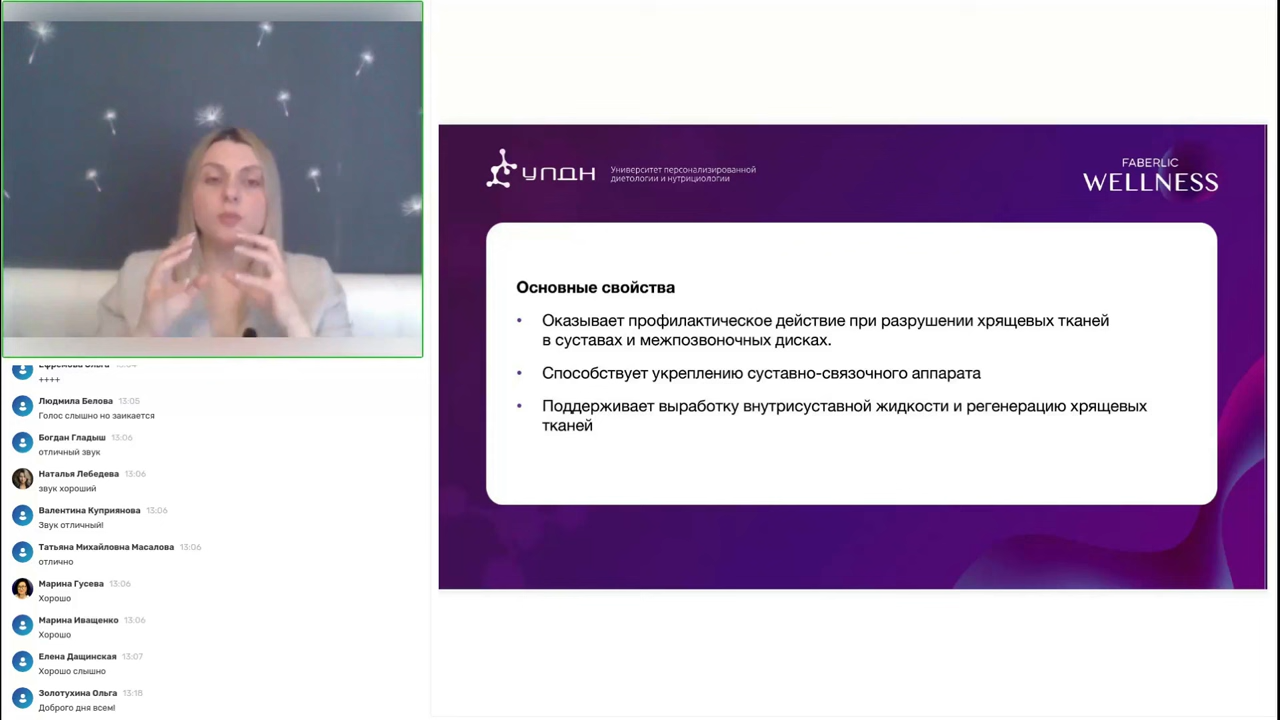 Ефремова Ольга 13:04
++++
Людмила Белова 13:05
Голос слышно но заикается
Богдан Гладыш 13:06
отличный звук
Наталья Лебедева 13:06
звук хороший
Валентина Куприянова 13:06
Звук отличный!
Татьяна Михайловна Масалова 13:06
отлично
Марина Гусева 13:06
Хорошо
Марина Иващенко 13:06
Хорошо
Елена Дащинская 13:07
Хорошо слышно
Золотухина Ольга 13:18
Доброго дня всем!
УПДН
Университет персонализированной
диетологии и нутрициологии
FABERLIC
WELLNESS
Основные свойства
• Оказывает профилактическое действие при разрушении хрящевых тканей
в суставах и межпозвоночных дисках.
• Способствует укреплению суставно-связочного аппарата
• Поддерживает выработку внутрисуставной жидкости и регенерацию хрящевых
тканей